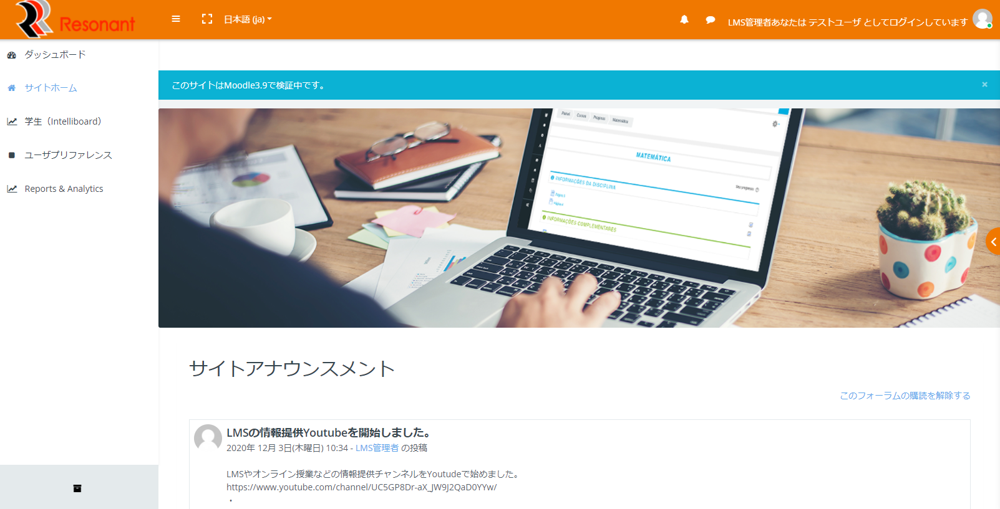 Resonant
日本語 (ja)
LMS管理者あなたは テストユーザ としてログインしています
ダッシュボード
サイトホーム
学生（Intelliboard）
ユーザプリファレンス
Reports & Analytics
このサイトはMoodle3.9で検証中です。
×
Painel
Cursos
Progresso
Matemática
MATEMÁTICA
INFORMAÇÕES DA DISCIPLINA
Seu progresso
INFORMAÇÕES COMPLEMENTARES
サイトアナウンスメント
このフォーラムの購読を解除する
LMSの情報提供Youtubeを開始しました。
2020年 12月 3日(木曜日) 10:34 - LMS管理者 の投稿
LMSやオンライン授業などの情報提供チャンネルをYoutudeで始めました。
https://www.youtube.com/channel/UC5GP8Dr-aX_JW9J2QaD0YYw/